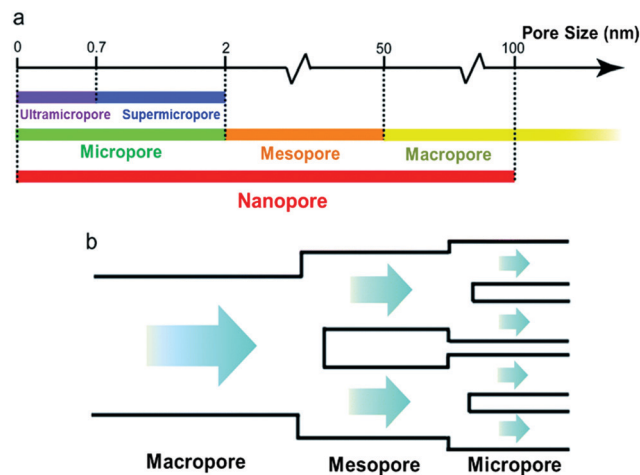 a
Pore Size (nm)
0 0.7 2 50 100
Ultramicropore Supermicropore
Micropore Mesopore Macropore
Nanopore
b
Macropore Mesopore Micropore